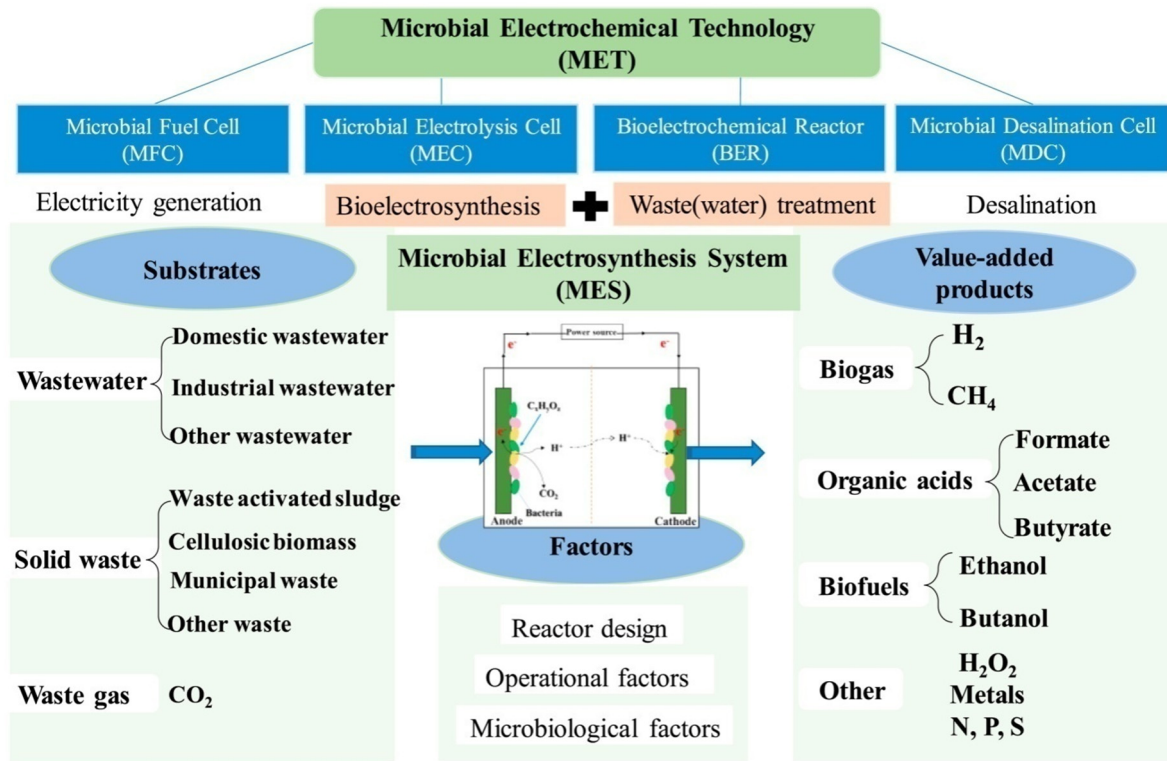 Microbial Electrochemical Technology
(MET)
Microbial Fuel Cell
(MFC)
Microbial Electrolysis Cell
(MEC)
Bioelectrochemical Reactor
(BER)
Microbial Desalination Cell
(MDC)
Electricity generation
Bioelectrosynthesis
Waste(water) treatment
Desalination
Substrates
Wastewater
Domestic wastewater
Industrial wastewater
Other wastewater
Solid waste
Waste activated sludge
Cellulosic biomass
Municipal waste
Other waste
Waste gas
CO₂
Microbial Electrosynthesis System
(MES)
Power source
e⁻
e⁻
CₓHᵧO₂
e⁻
H⁺
H⁺
e⁻
CO₂
Bacteria
Anode
Cathode
Factors
Reactor design
Operational factors
Microbiological factors
Value-added
products
Biogas
H₂
CH₄
Organic acids
Formate
Acetate
Butyrate
Biofuels
Ethanol
Butanol
Other
H₂O₂
Metals
N, P, S